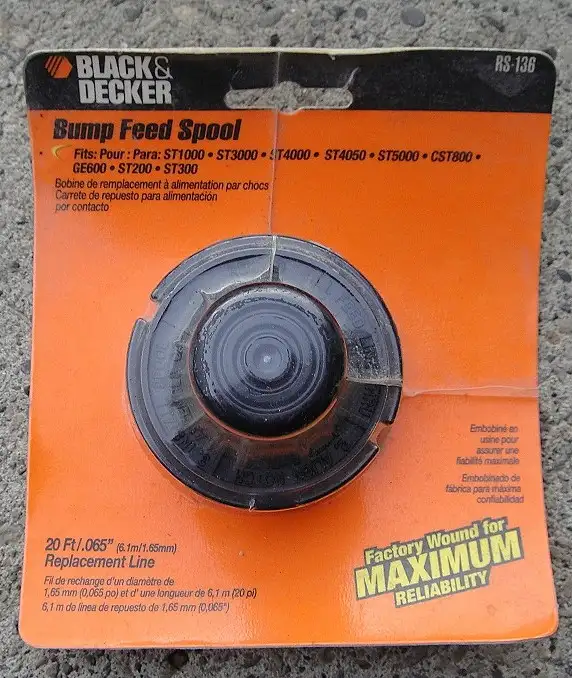 BLACK&
DECKER
RS-136
Bump Feed Spool
Fits: Pour : Para: ST1000 • ST3000 • ST4000 • ST4050 • ST5000 • CST800 •
GE600 • ST200 • ST300
Bobine de remplacement à alimentation par chocs
Carrete de repuesto para alimentación
por contacto
Embobiné en
usine pour
assurer une
fiabilité maximale
Embobinado de
fábrica para máxima
confiabilidad
20 Ft/.065" (6.1m/1.65mm)
Replacement Line
Fil de rechange d'un diamètre de
1,65 mm (0,065 po) et d' une longueur de 6,1 m (20 pi)
6,1 m de linea de repuesto de 1,65 mm (0,065")
Factory Wound for
MAXIMUM
RELIABILITY